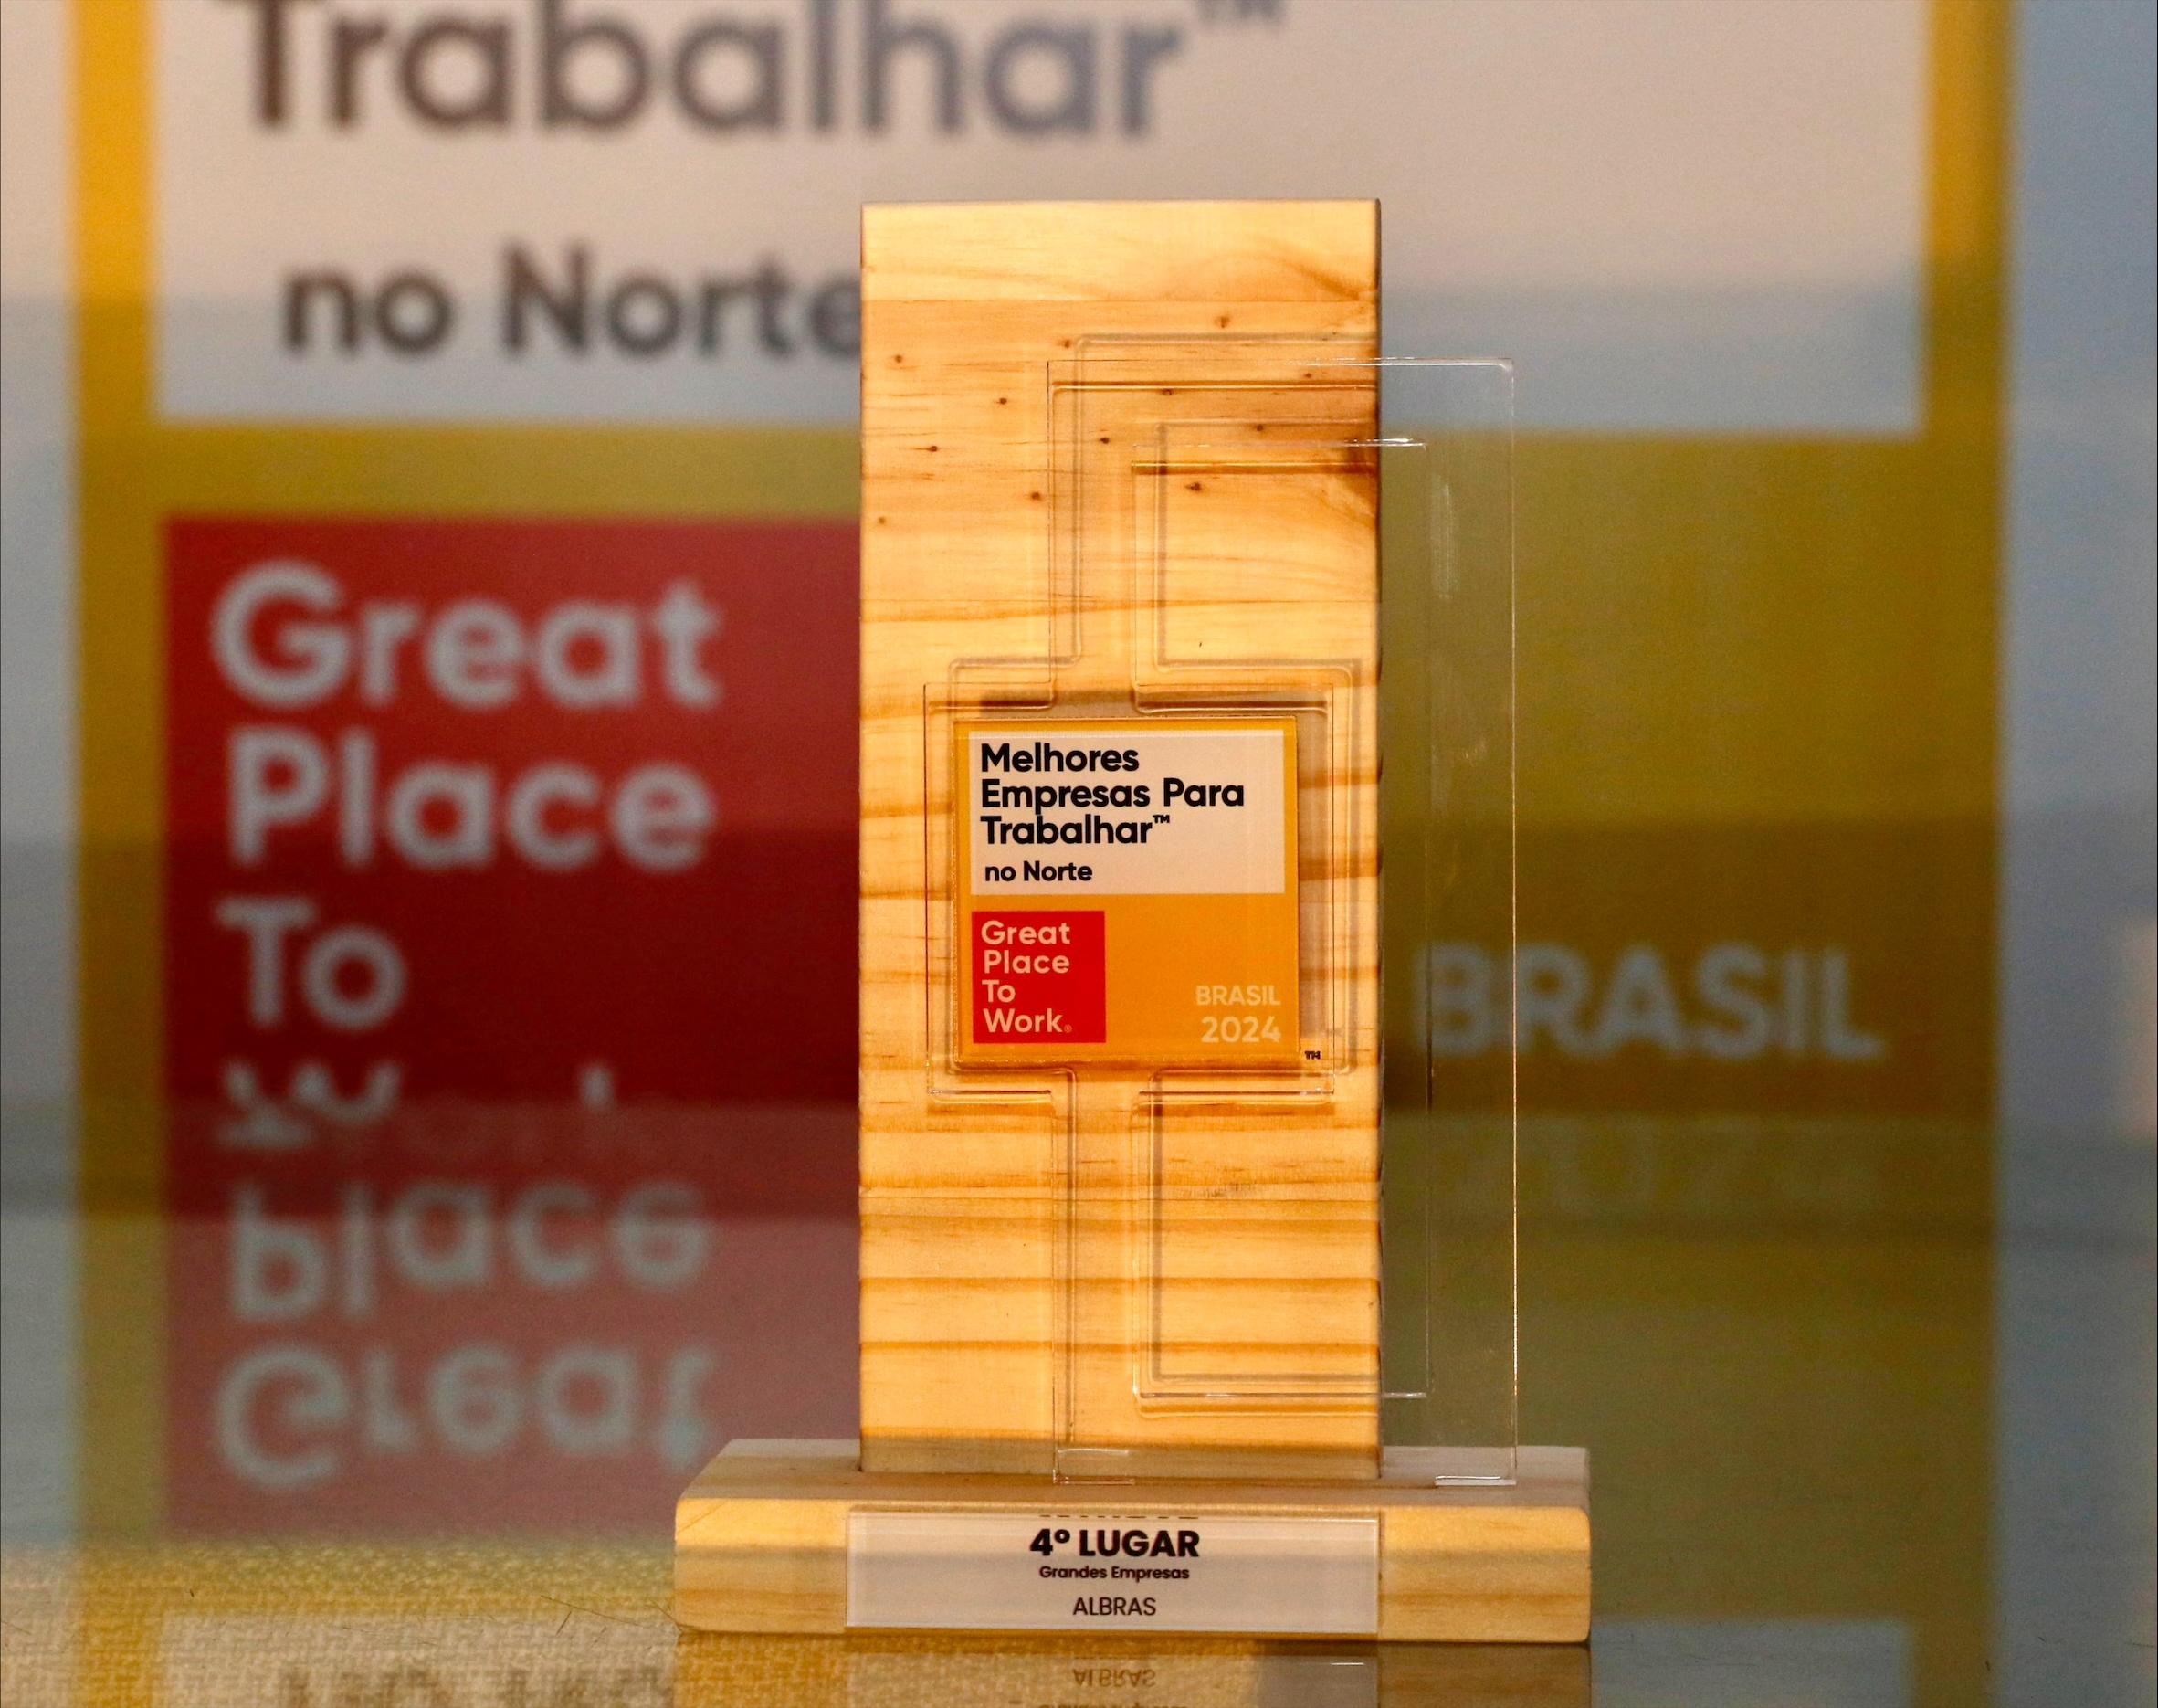 Trabalhar™
no Norte
Great
Place
To
BRASIL
Melhores
Empresas Para
Trabalhar™
no Norte
Great
Place
To
Work®
BRASIL
2024
™
4º LUGAR
Grandes Empresas
ALBRAS